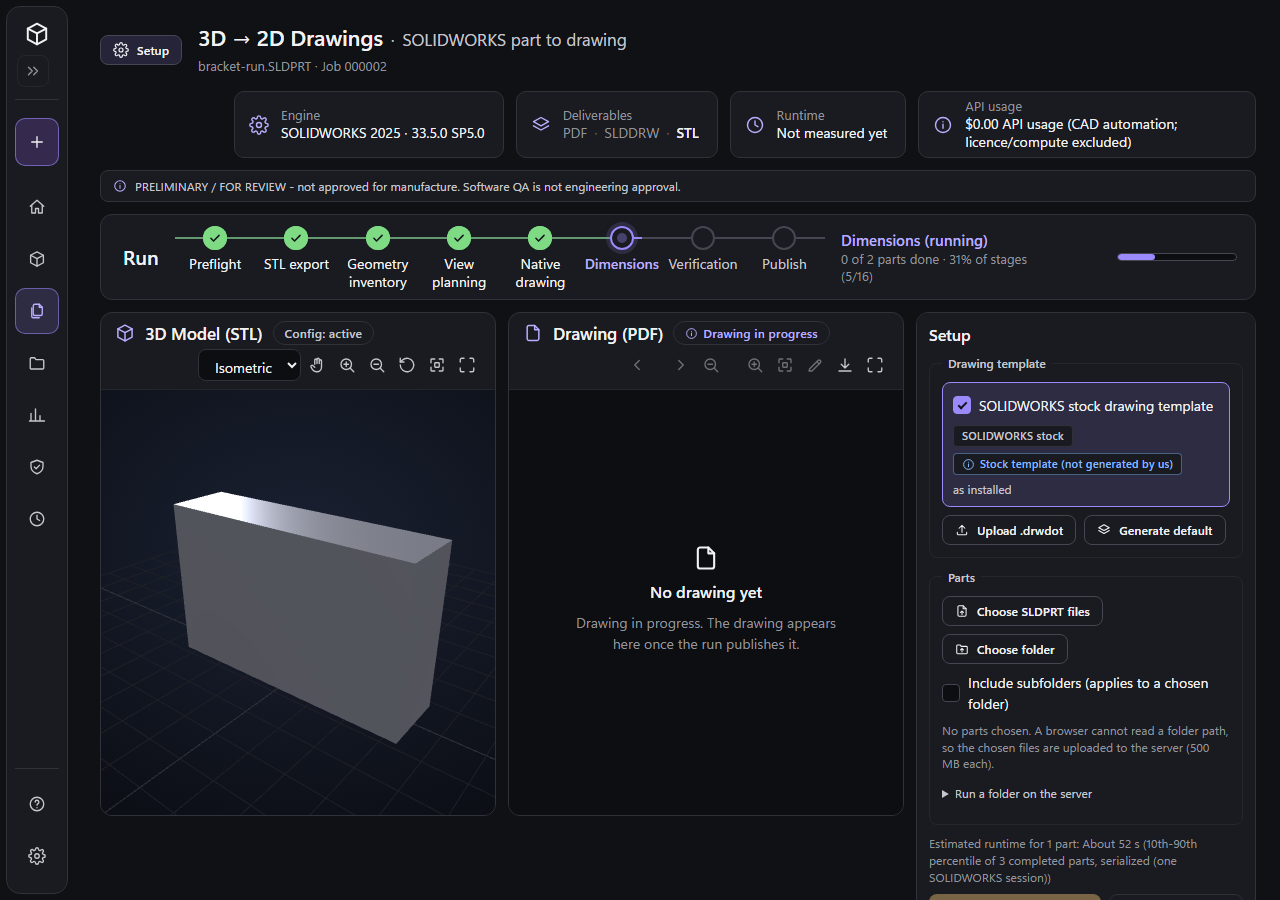 Setup
3D → 2D Drawings · SOLIDWORKS part to drawing
bracket-run.SLDPRT · Job 000002
Engine
SOLIDWORKS 2025 · 33.5.0 SP5.0
Deliverables
PDF · SLDDRW · STL
Runtime
Not measured yet
API usage
$0.00 API usage (CAD automation;
licence/compute excluded)
PRELIMINARY / FOR REVIEW - not approved for manufacture. Software QA is not engineering approval.
Run
Preflight
STL export
Geometry
inventory
View
planning
Native
drawing
Dimensions
Verification
Publish
Dimensions (running)
0 of 2 parts done · 31% of stages
(5/16)
3D Model (STL)
Config: active
Isometric
Drawing (PDF)
Drawing in progress
No drawing yet
Drawing in progress. The drawing appears
here once the run publishes it.
Setup
Drawing template
SOLIDWORKS stock drawing template
SOLIDWORKS stock
Stock template (not generated by us)
as installed
Upload .drwdot
Generate default
Parts
Choose SLDPRT files
Choose folder
Include subfolders (applies to a chosen
folder)
No parts chosen. A browser cannot read a folder path,
so the chosen files are uploaded to the server (500
MB each).
Run a folder on the server
Estimated runtime for 1 part: About 52 s (10th-90th
percentile of 3 completed parts, serialized (one
SOLIDWORKS session))